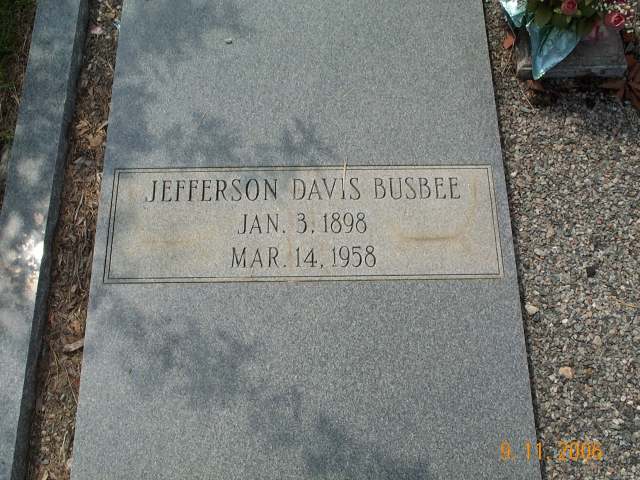 JEFFERSON DAVIS BUSBEE
JAN. 3, 1898
MAR. 14, 1958
9.11.2006